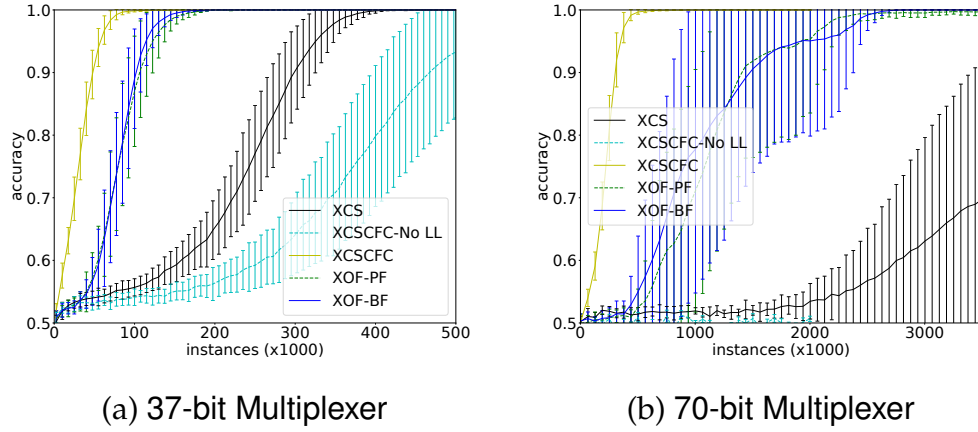 1.0
0.9
0.8
0.7
0.6
0.5
accuracy
0
100
200
300
400
500
instances (x1000)
XCS
XCSCFC-No LL
XCSCFC
XOF-PF
XOF-BF
(a) 37-bit Multiplexer
1.0
0.9
0.8
0.7
0.6
0.5
accuracy
0
1000
2000
3000
instances (x1000)
XCS
XCSCFC-No LL
XCSCFC
XOF-PF
XOF-BF
(b) 70-bit Multiplexer